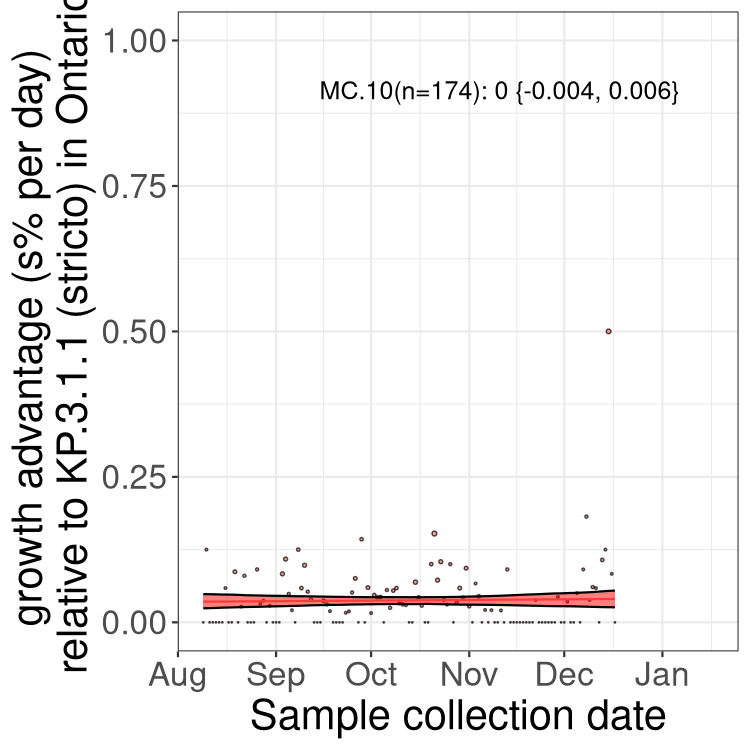 growth advantage (s% per day)
relative to KP.3.1.1 (stricto) in Ontario
1.00
0.75
0.50
0.25
0.00
MC.10(n=174): 0 {-0.004, 0.006}
Aug Sep Oct Nov Dec Jan
Sample collection date